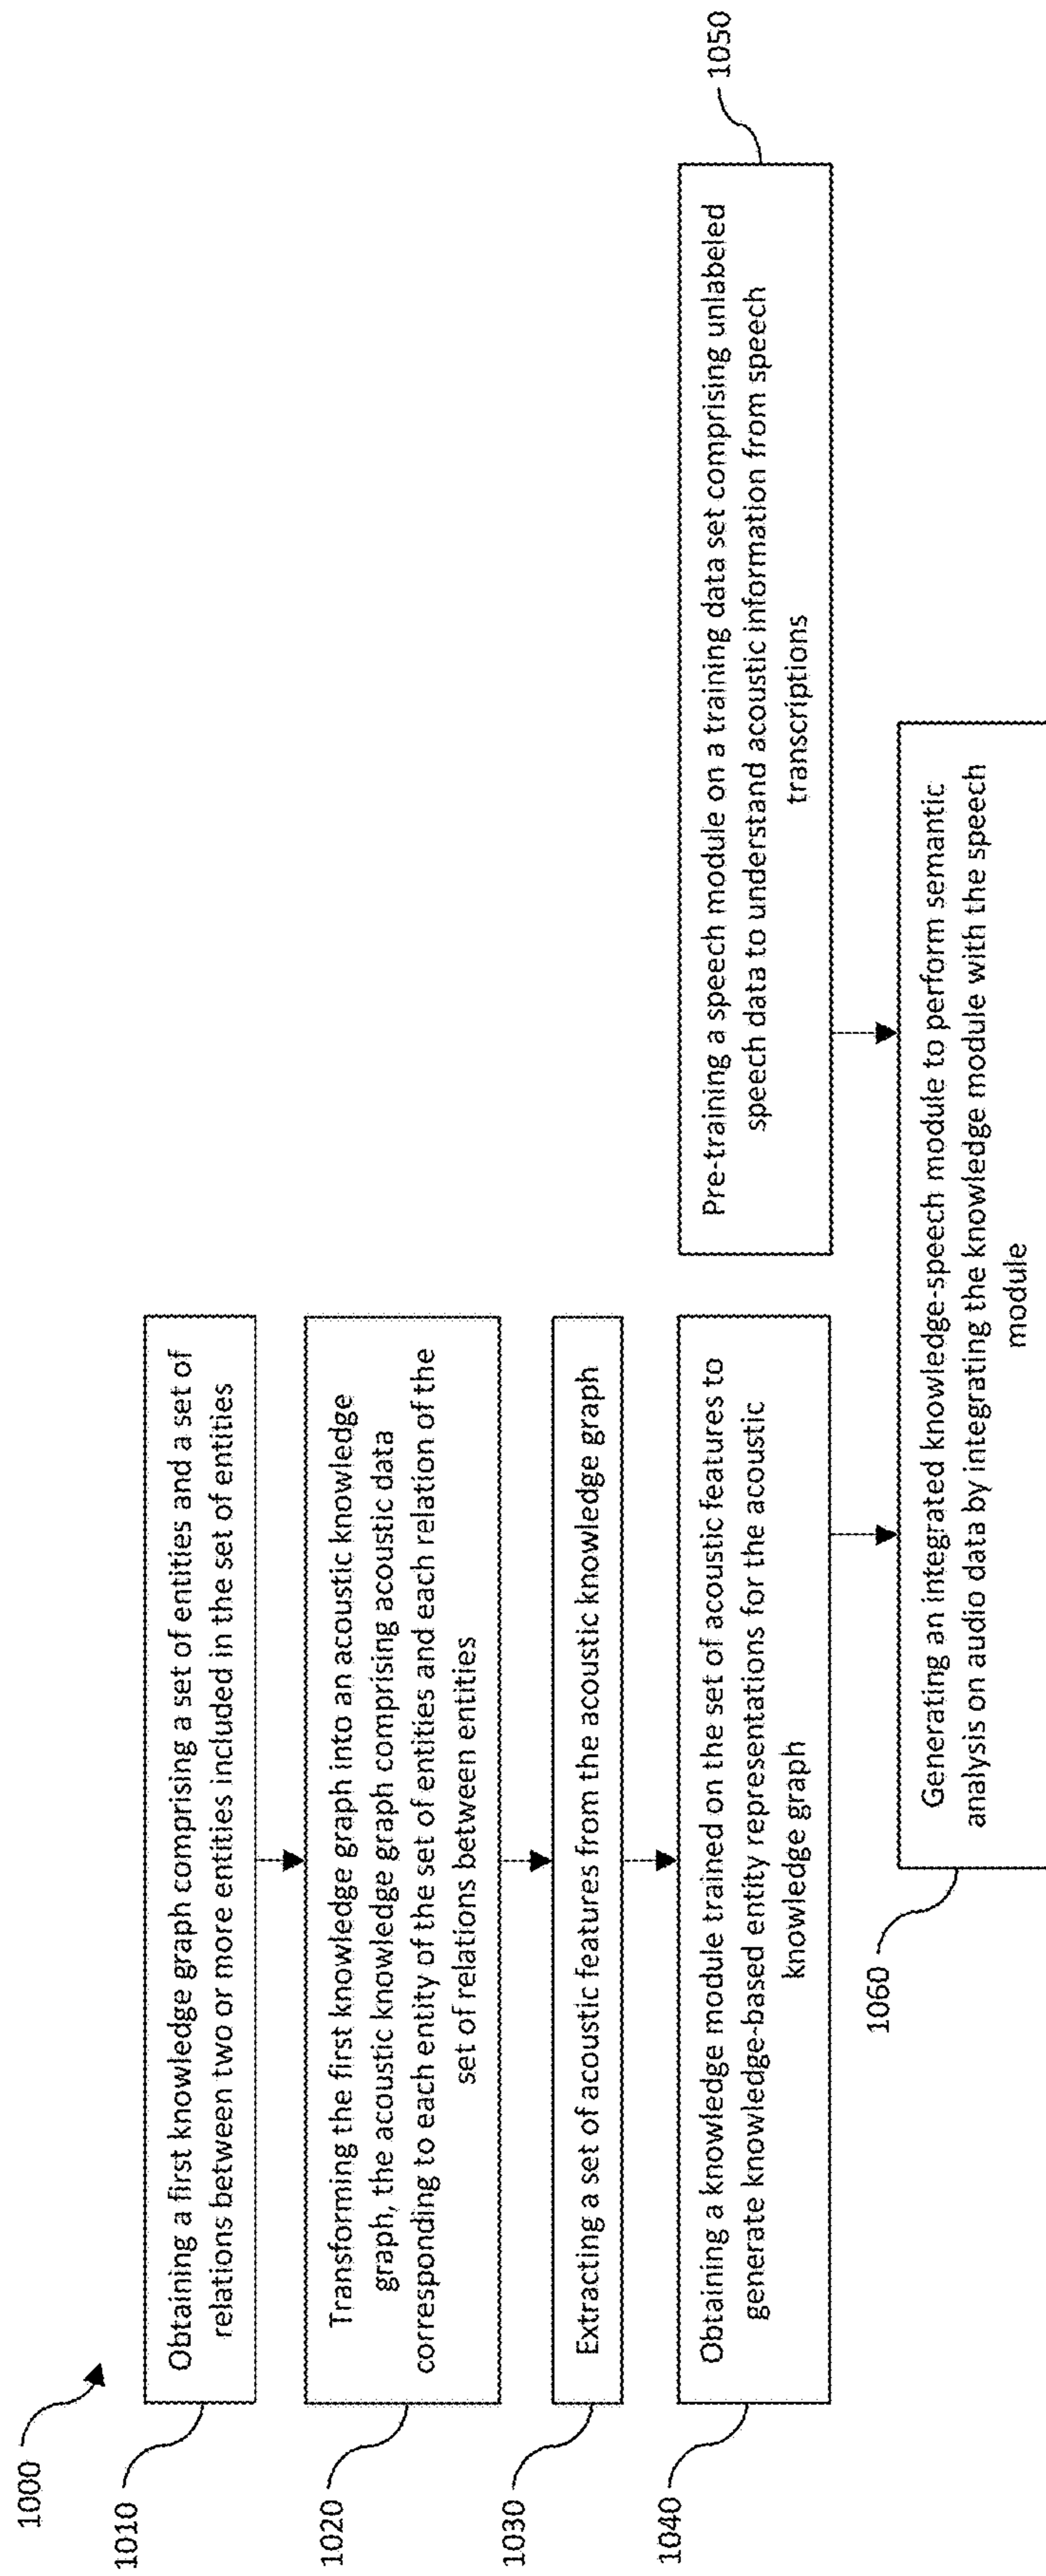 1000
1010
Obtaining a first knowledge graph comprising a set of entities and a set of
relations between two or more entities included in the set of entities
1020
Transforming the first knowledge graph into an acoustic knowledge
graph, the acoustic knowledge graph comprising acoustic data
corresponding to each entity of the set of entities and each relation of the
set of relations between entities
1030
Extracting a set of acoustic features from the acoustic knowledge graph
1040
Obtaining a knowledge module trained on the set of acoustic features to
generate knowledge-based entity representations for the acoustic
knowledge graph
1050
Pre-training a speech module on a training data set comprising unlabeled
speech data to understand acoustic information from speech
transcriptions
1060
Generating an integrated knowledge-speech module to perform semantic
analysis on audio data by integrating the knowledge module with the speech
module